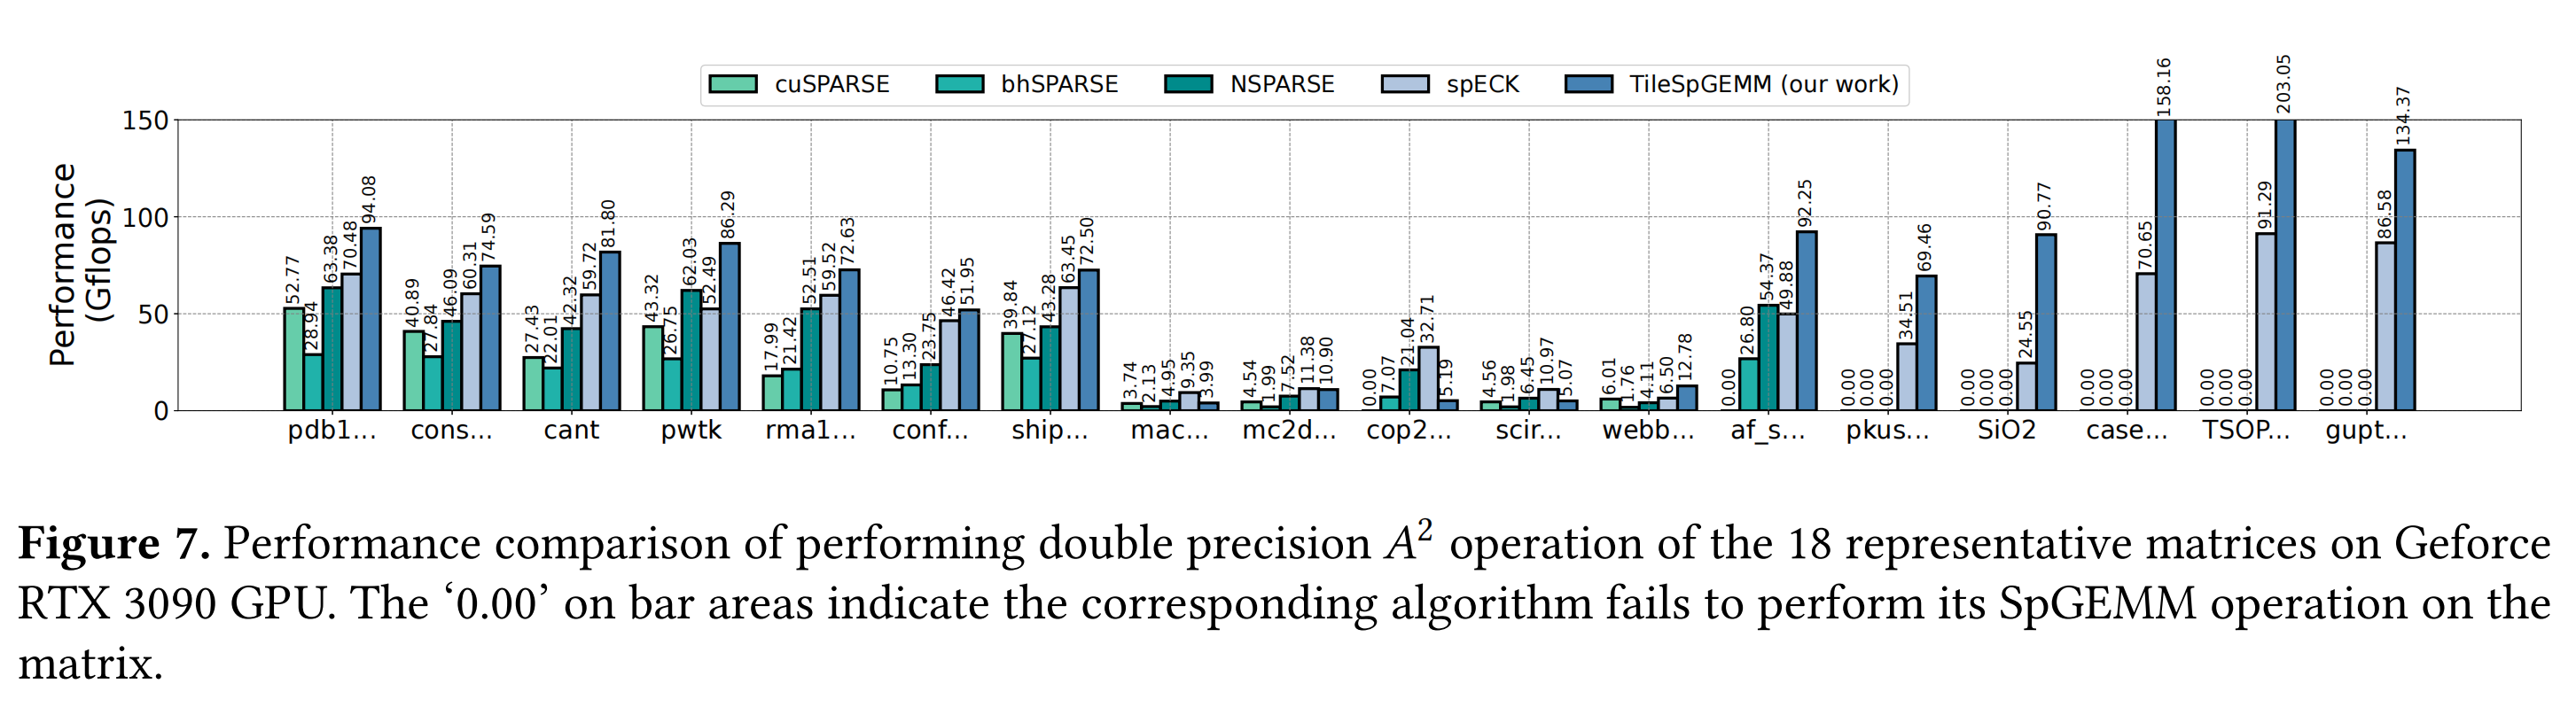 cuSPARSE bhSPARSE NSPARSE spECK TileSpGEMM (our work)
Performance
(Gflops)
150
100
50
0
52.77 28.94 63.38 70.48 94.08
40.89 27.84 46.09 60.31 74.59
27.43 22.01 42.32 59.72 81.80
43.32 26.75 62.03 52.49 86.29
17.99 21.42 52.51 59.52 72.63
10.75 13.30 23.75 46.42 51.95
39.84 27.12 43.28 63.45 72.50
3.74 2.13 4.95 9.35 3.99
4.54 1.99 7.52 11.38 10.90
0.00 7.07 21.04 32.71 5.19
4.56 1.98 6.45 10.97 5.07
6.01 1.76 4.11 6.50 12.78
0.00 26.80 54.37 49.88 92.25
0.00 0.00 0.00 34.51 69.46
0.00 0.00 0.00 24.55 90.77
0.00 0.00 0.00 70.65 158.16
0.00 0.00 0.00 91.29 203.05
0.00 0.00 0.00 86.58 134.37
pdb1... cons... cant pwtk rma1... conf... ship... mac... mc2d... cop2... scir... webb... af_s... pkus... SiO2 case... TSOP... gupt...
Figure 7. Performance comparison of performing double precision A² operation of the 18 representative matrices on Geforce
RTX 3090 GPU. The ‘0.00’ on bar areas indicate the corresponding algorithm fails to perform its SpGEMM operation on the
matrix.